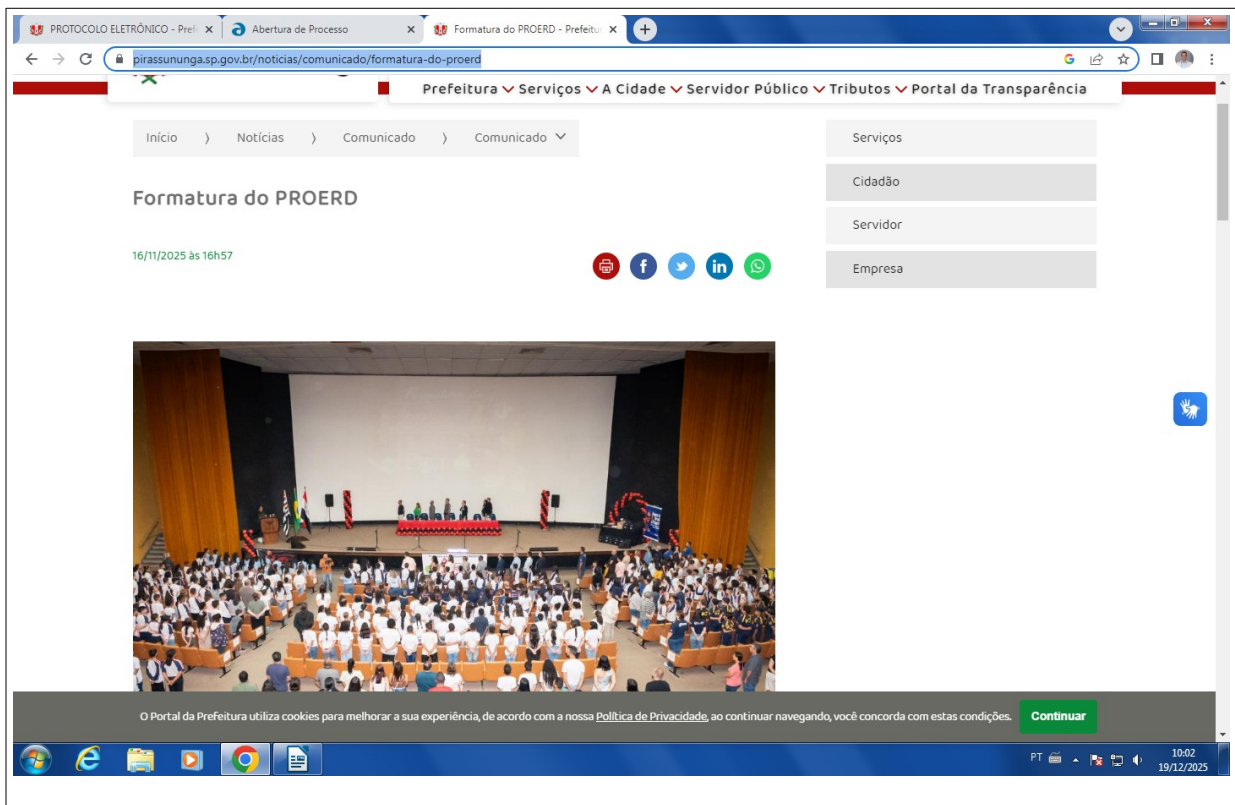 PROTOCOLO ELETRÔNICO - Pref
Abertura de Processo
Formatura do PROERD - Prefeitu
pirassununga.sp.gov.br/noticias/comunicado/formatura-do-proerd
Prefeitura Serviços A Cidade Servidor Público Tributos Portal da Transparência
Início 〉 Notícias 〉 Comunicado 〉 Comunicado
Serviços
Cidadão
Formatura do PROERD
Servidor
16/11/2025 às 16h57
Empresa
O Portal da Prefeitura utiliza cookies para melhorar a sua experiência, de acordo com a nossa Política de Privacidade, ao continuar navegando, você concorda com estas condições. Continuar
PT
10:02
19/12/2025